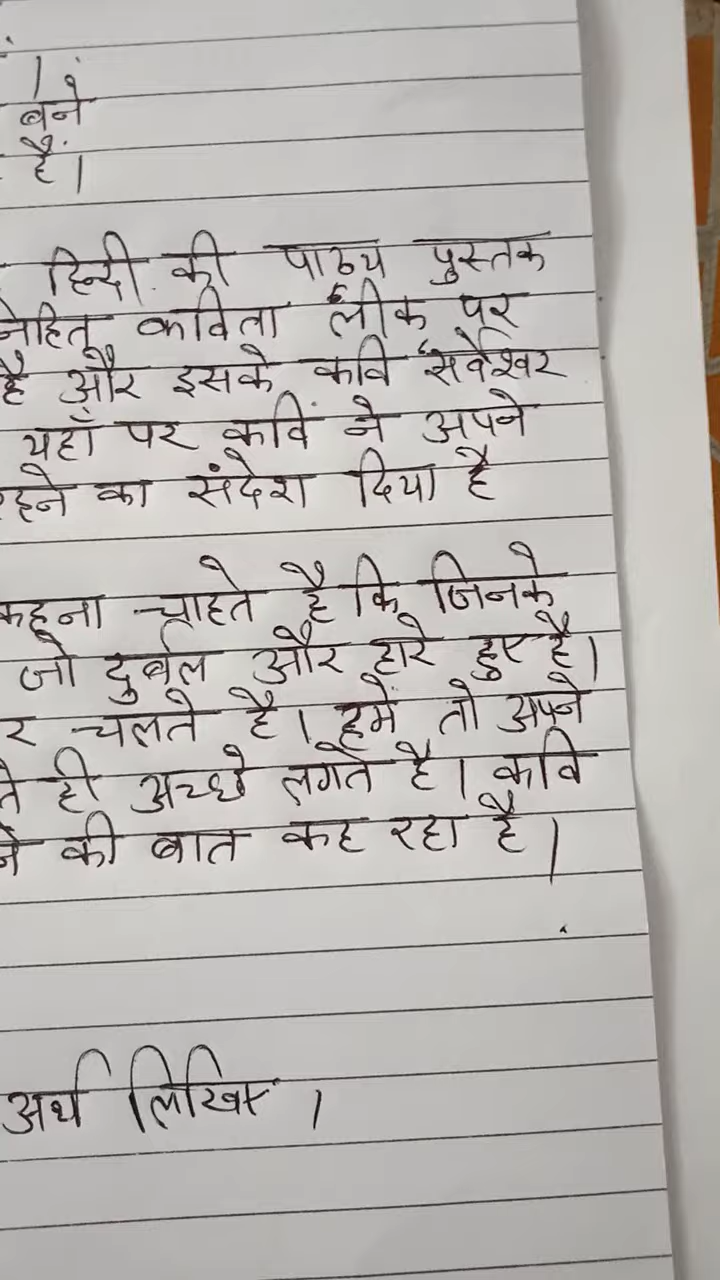 ।
बने
हैं।
हिन्दी की पाठ्य पुस्तक
नेहित कविता "लीक पर
है और इसके कवि "सर्वेश्वर
यहाँ पर कवि ने अपने
रहने का संदेश दिया है
कहना चाहते है कि जिनके
जो दुर्बल और हारे हुए है।
र चलते है। हमें तो अपने
ते ही अच्छे लगते है। कवि
ने की बात कह रहा है।
अर्थ लिखिए ।